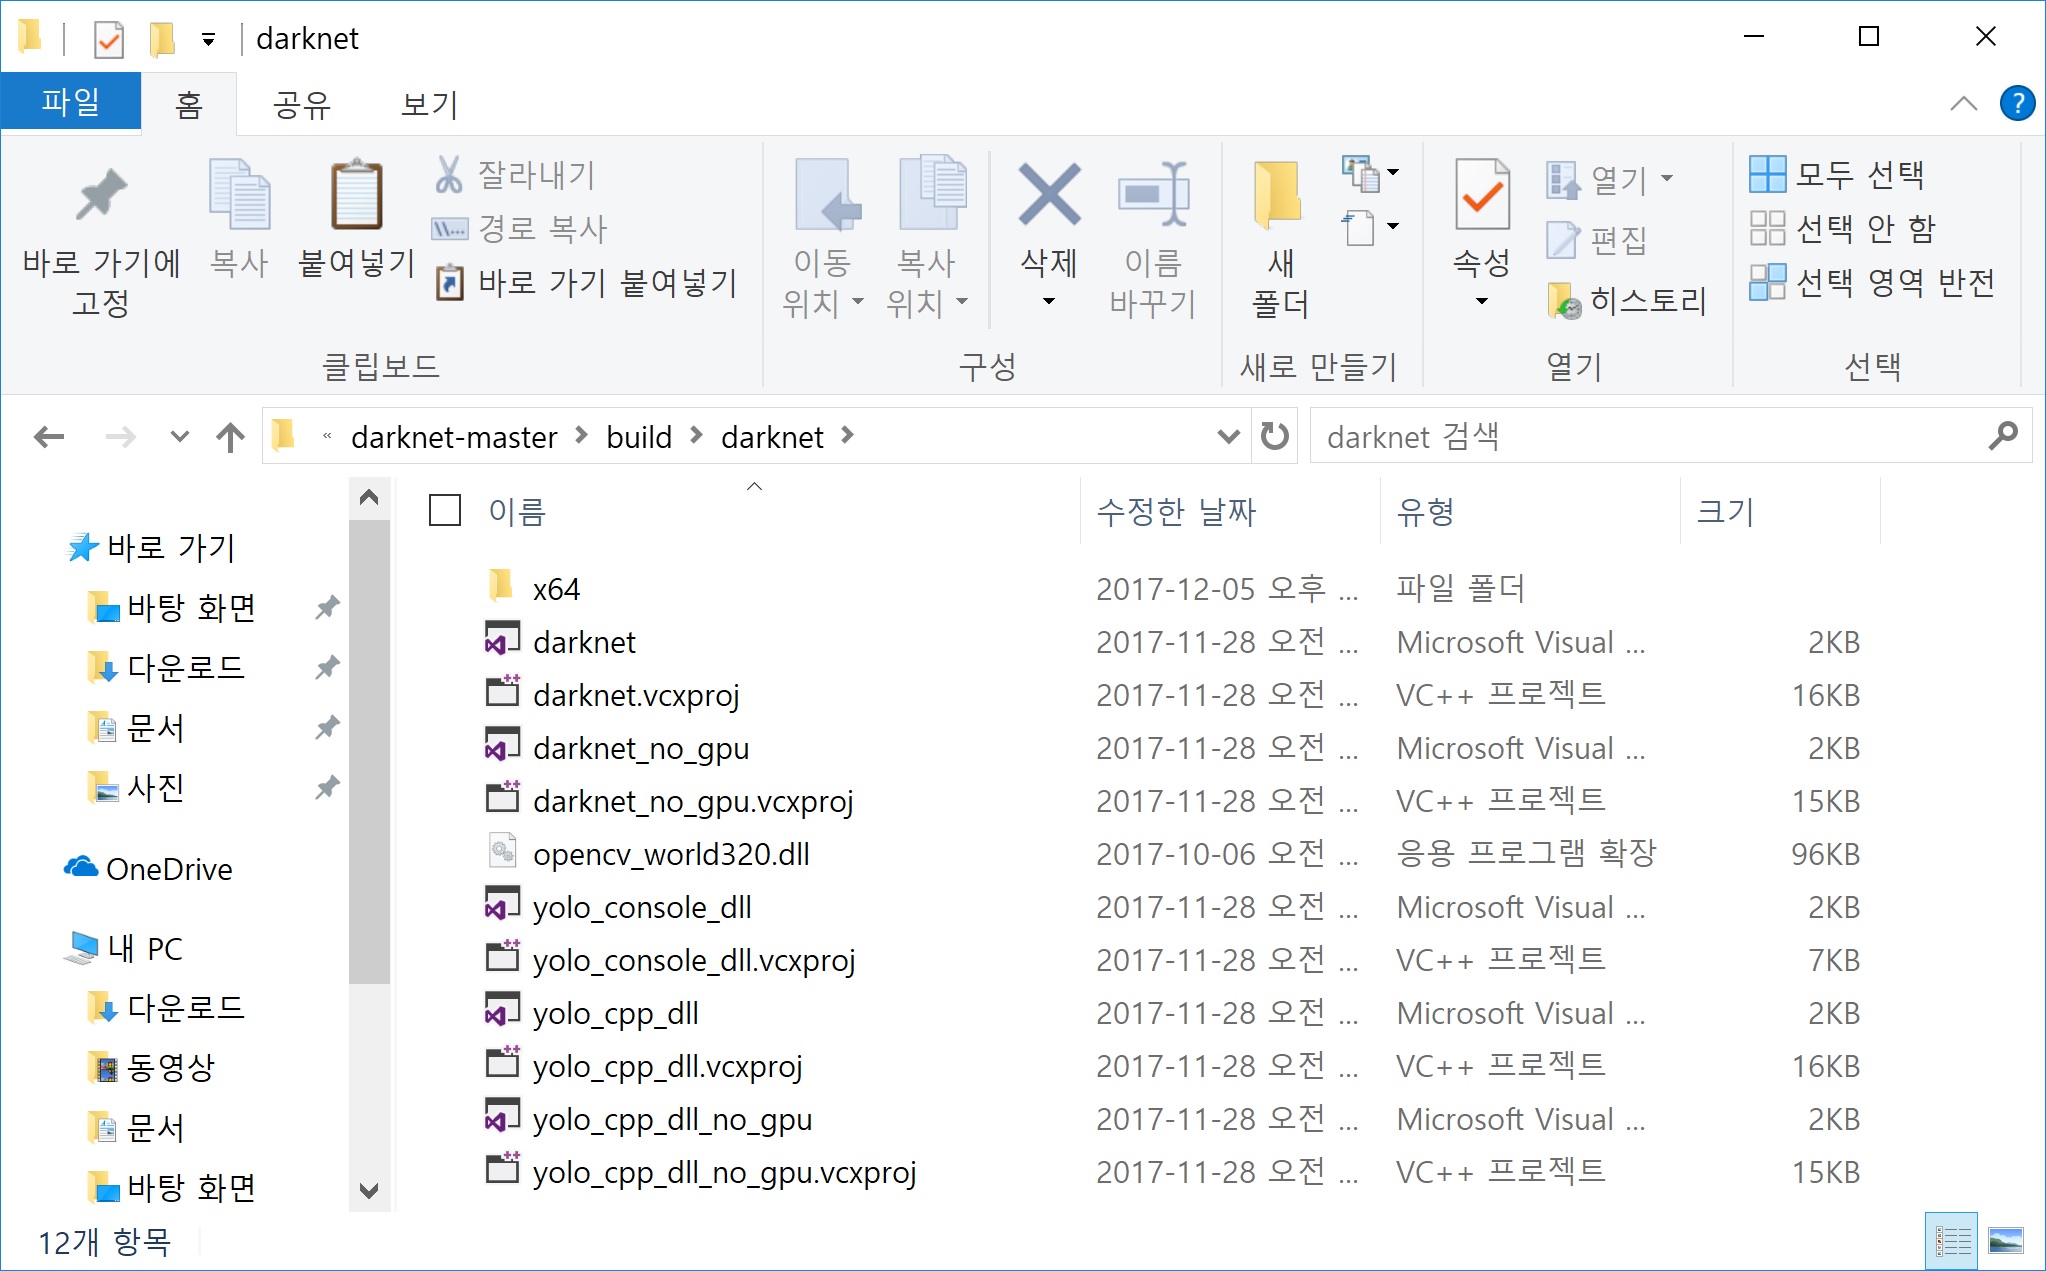 darknet
파일 홈 공유 보기
바로 가기에 고정
복사
붙여넣기
잘라내기
경로 복사
바로 가기 붙여넣기
클립보드
이동 위치
복사 위치
삭제
이름 바꾸기
구성
새 폴더
새로 만들기
속성
열기
편집
히스토리
열기
모두 선택
선택 안 함
선택 영역 반전
선택
« darknet-master > build > darknet >
darknet 검색
바로 가기
바탕 화면
다운로드
문서
사진
OneDrive
내 PC
다운로드
동영상
문서
바탕 화면
이름 수정한 날짜 유형 크기
x64 2017-12-05 오후 ... 파일 폴더
darknet 2017-11-28 오전 ... Microsoft Visual ... 2KB
darknet.vcxproj 2017-11-28 오전 ... VC++ 프로젝트 16KB
darknet_no_gpu 2017-11-28 오전 ... Microsoft Visual ... 2KB
darknet_no_gpu.vcxproj 2017-11-28 오전 ... VC++ 프로젝트 15KB
opencv_world320.dll 2017-10-06 오전 ... 응용 프로그램 확장 96KB
yolo_console_dll 2017-11-28 오전 ... Microsoft Visual ... 2KB
yolo_console_dll.vcxproj 2017-11-28 오전 ... VC++ 프로젝트 7KB
yolo_cpp_dll 2017-11-28 오전 ... Microsoft Visual ... 2KB
yolo_cpp_dll.vcxproj 2017-11-28 오전 ... VC++ 프로젝트 16KB
yolo_cpp_dll_no_gpu 2017-11-28 오전 ... Microsoft Visual ... 2KB
yolo_cpp_dll_no_gpu.vcxproj 2017-11-28 오전 ... VC++ 프로젝트 15KB
12개 항목